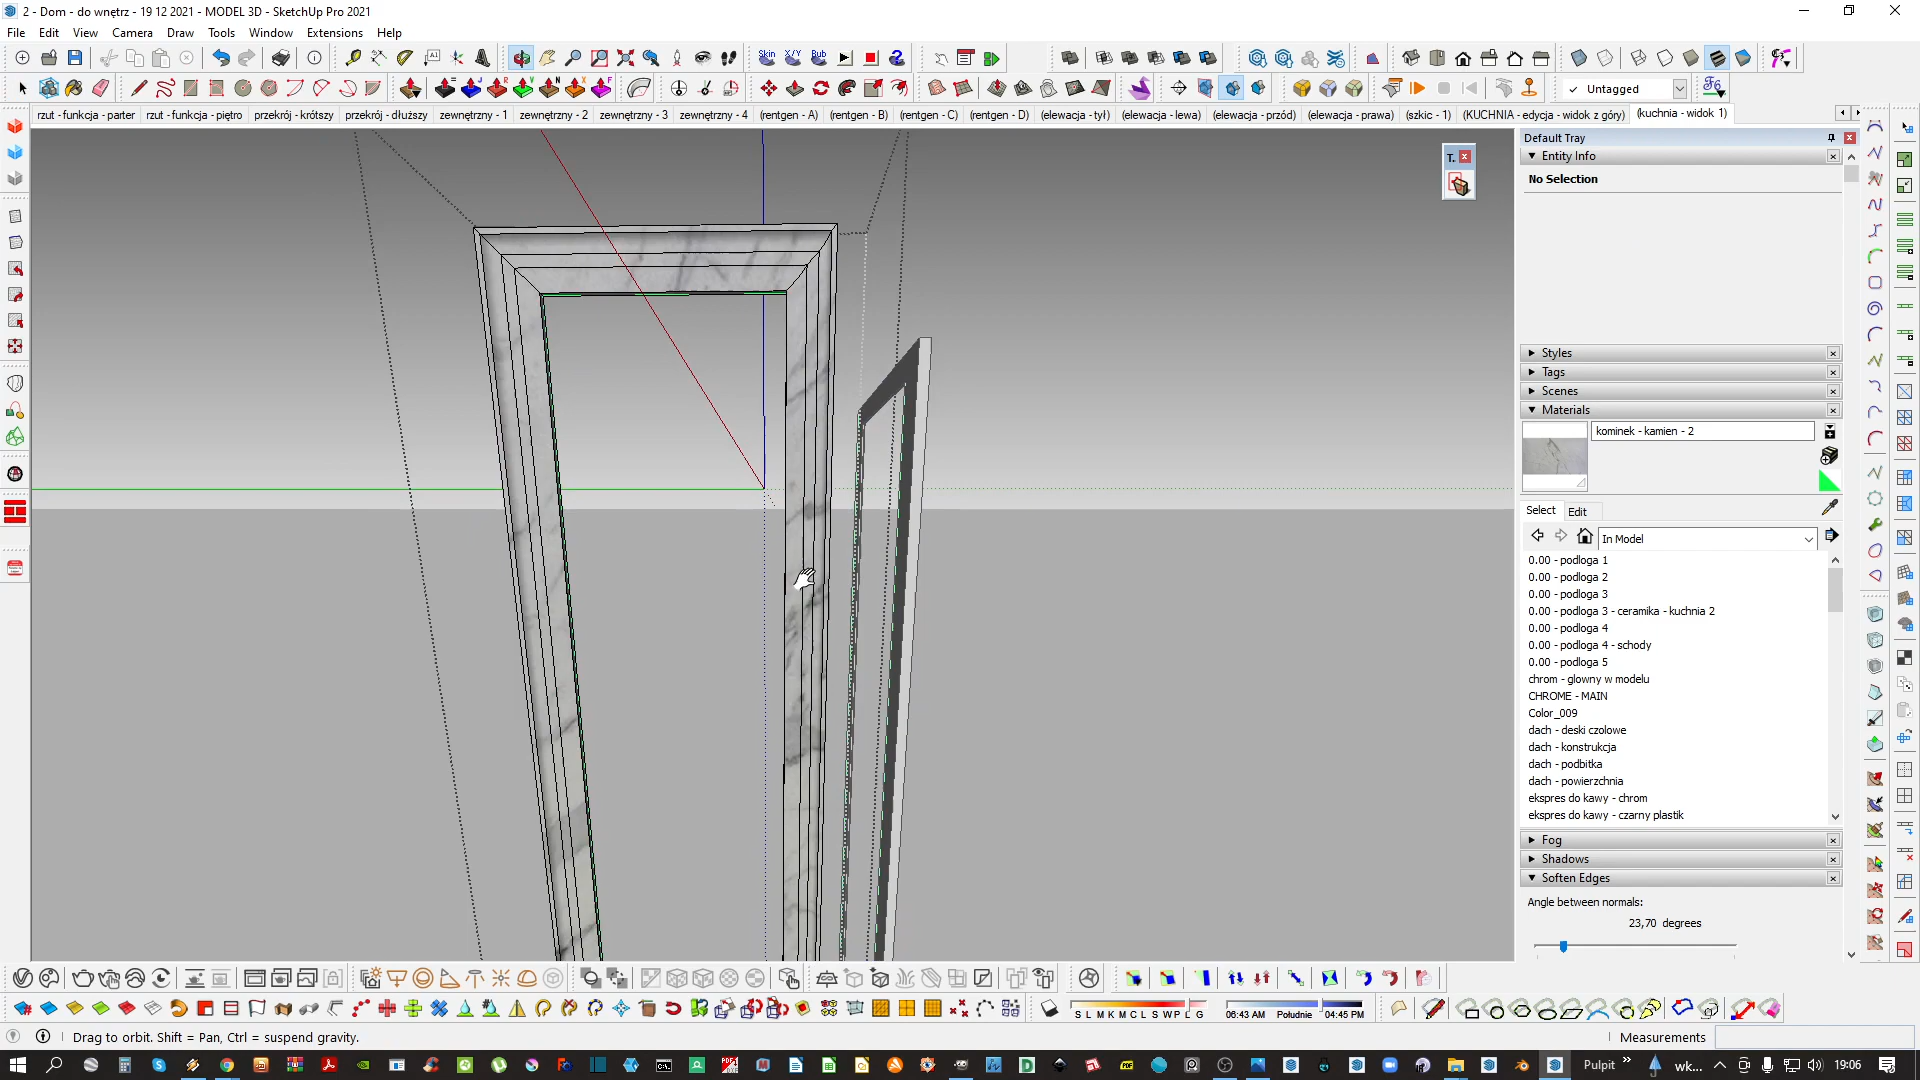 2 - Dom - do wnętrz - 19 12 2021 - MODEL 3D - SketchUp Pro 2021
File Edit View Camera Draw Tools Window Extensions Help
Skin X/Y Bub
Untagged
rzut - funkcja - parter rzut - funkcja - piętro przekrój - krótszy przekrój - dłuższy zewnętrzny - 1 zewnętrzny - 2 zewnętrzny - 3 zewnętrzny - 4 (rentgen - A) (rentgen - B) (rentgen - C) (rentgen - D) (elewacja - tył) (elewacja - lewa) (elewacja - przód) (elewacja - prawa) (szkic - 1) (KUCHNIA - edycja - widok z góry) (kuchnia - widok 1)
T.
Default Tray
Entity Info
No Selection
Styles
Tags
Scenes
Materials
kominek - kamien - 2
Select Edit
In Model
0.00 - podloga 1
0.00 - podloga 2
0.00 - podloga 3
0.00 - podloga 3 - ceramika - kuchnia 2
0.00 - podloga 4
0.00 - podloga 4 - schody
0.00 - podloga 5
chrom - glowny w modelu
CHROME - MAIN
Color_009
dach - deski czolowe
dach - konstrukcja
dach - podbitka
dach - powierzchnia
ekspres do kawy - chrom
ekspres do kawy - czarny plastik
Fog
Shadows
Soften Edges
Angle between normals:
23,70 degrees
S L M K M C L S W P L G
06:43 AM Południe 04:45 PM
Drag to orbit. Shift = Pan, Ctrl = suspend gravity.
Measurements
Pulpit
wk...
19:06